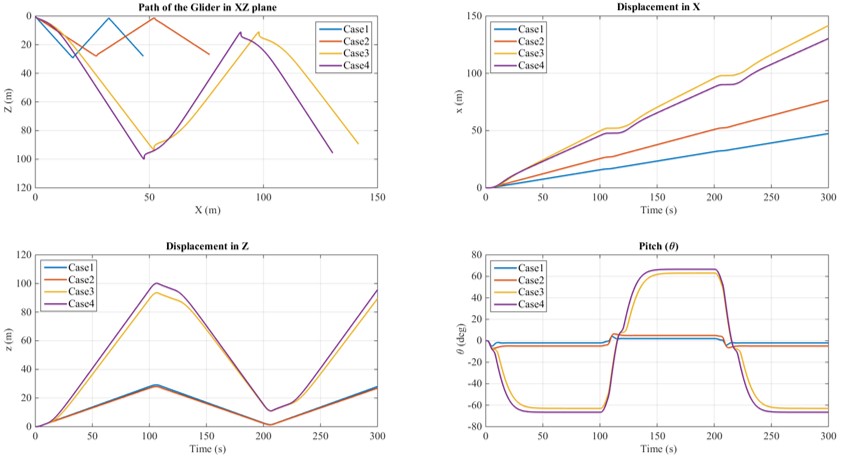 Path of the Glider in XZ plane
0
20
40
60
80
100
120
Z (m)
0 50 100 150
X (m)
Case1
Case2
Case3
Case4
Displacement in X
150
100
50
0
x (m)
0 50 100 150 200 250 300
Time (s)
Case1
Case2
Case3
Case4
Displacement in Z
120
100
80
60
40
20
0
z (m)
0 50 100 150 200 250 300
Time (s)
Case1
Case2
Case3
Case4
Pitch (θ)
80
60
40
20
0
-20
-40
-60
-80
θ (deg)
0 50 100 150 200 250 300
Time (s)
Case1
Case2
Case3
Case4